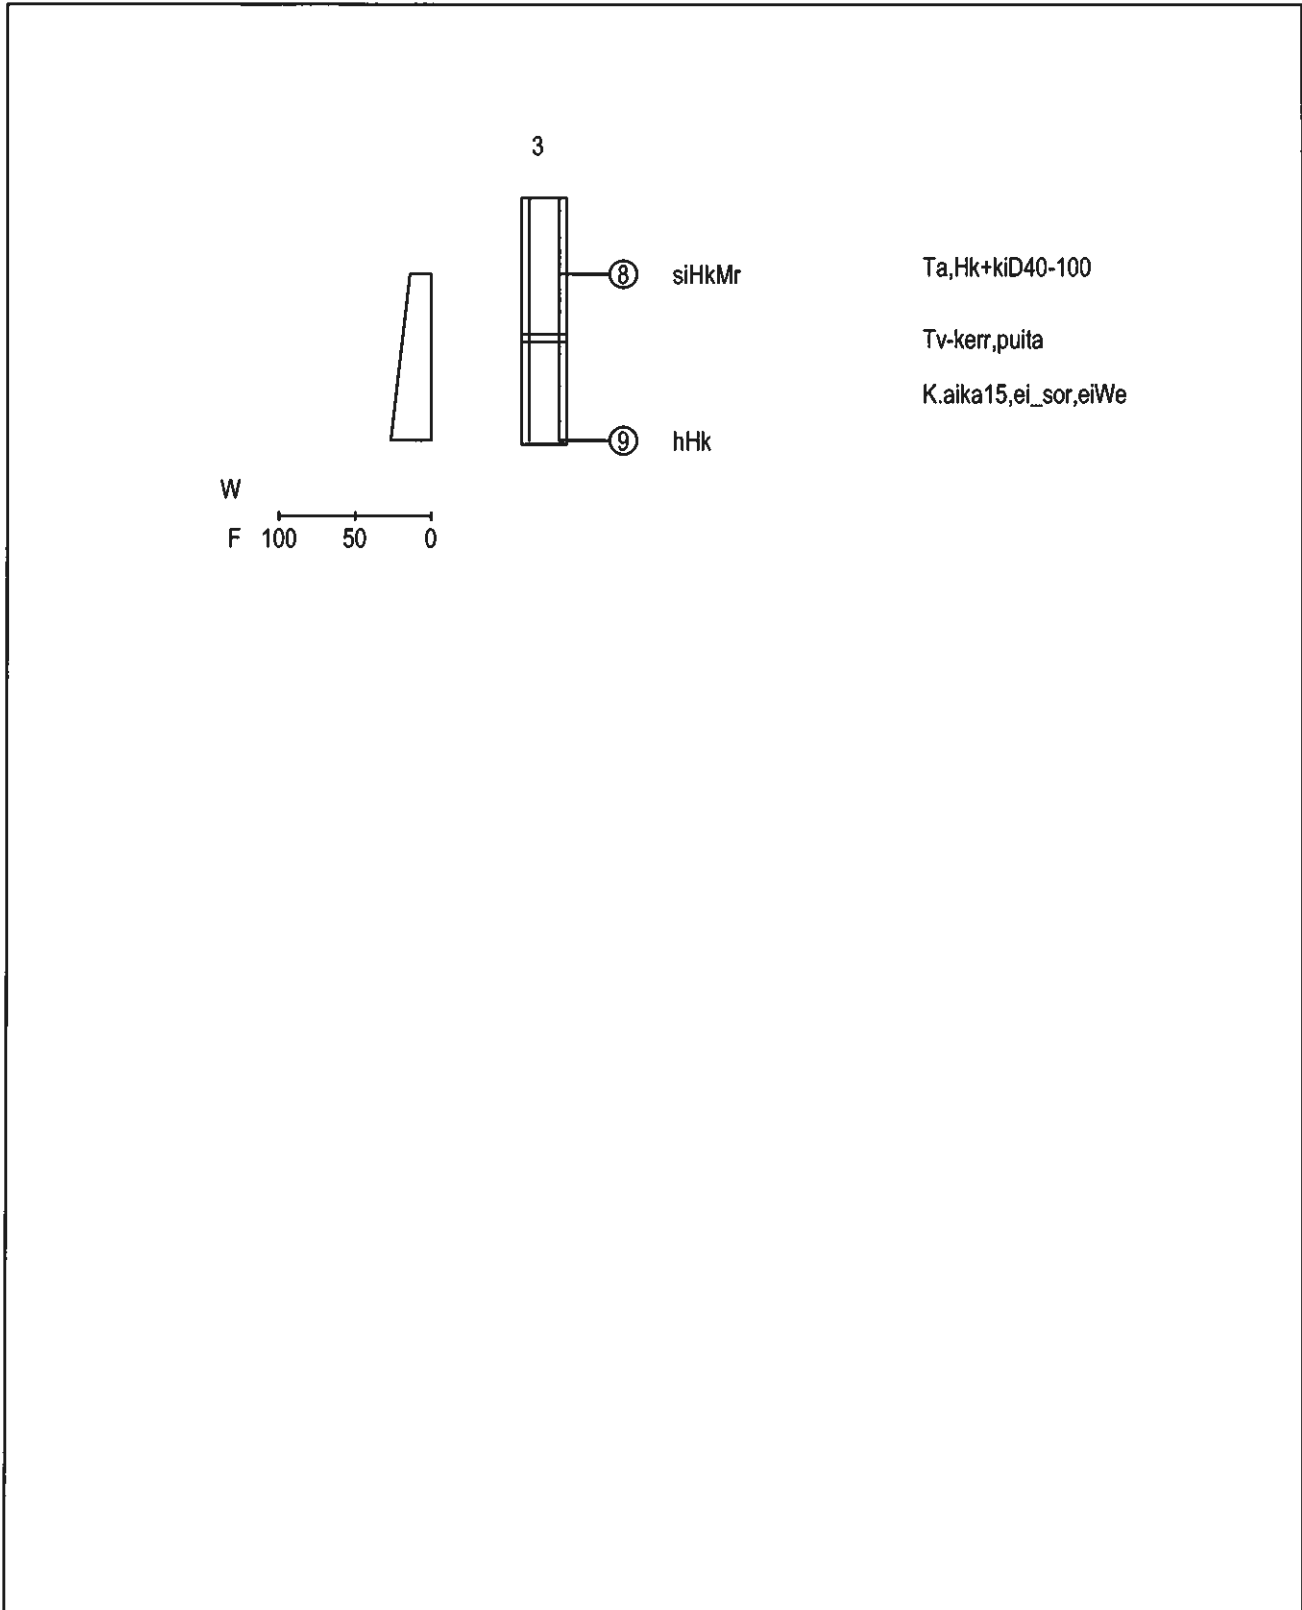 3
8 siHkMr Ta,Hk+kiD40-100
Tv-kerr,puita
K.aika15,ei_sor,eiWe
9 hHk
W
F 100 50 0